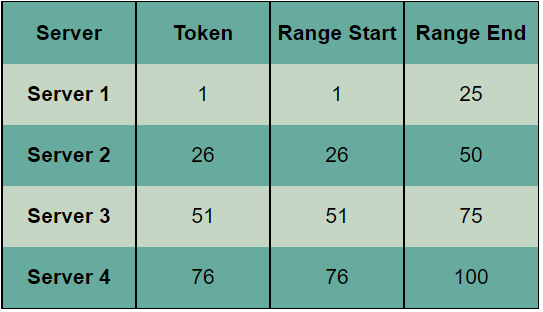 Server Token Range Start Range End
Server 1 1 1 25
Server 2 26 26 50
Server 3 51 51 75
Server 4 76 76 100